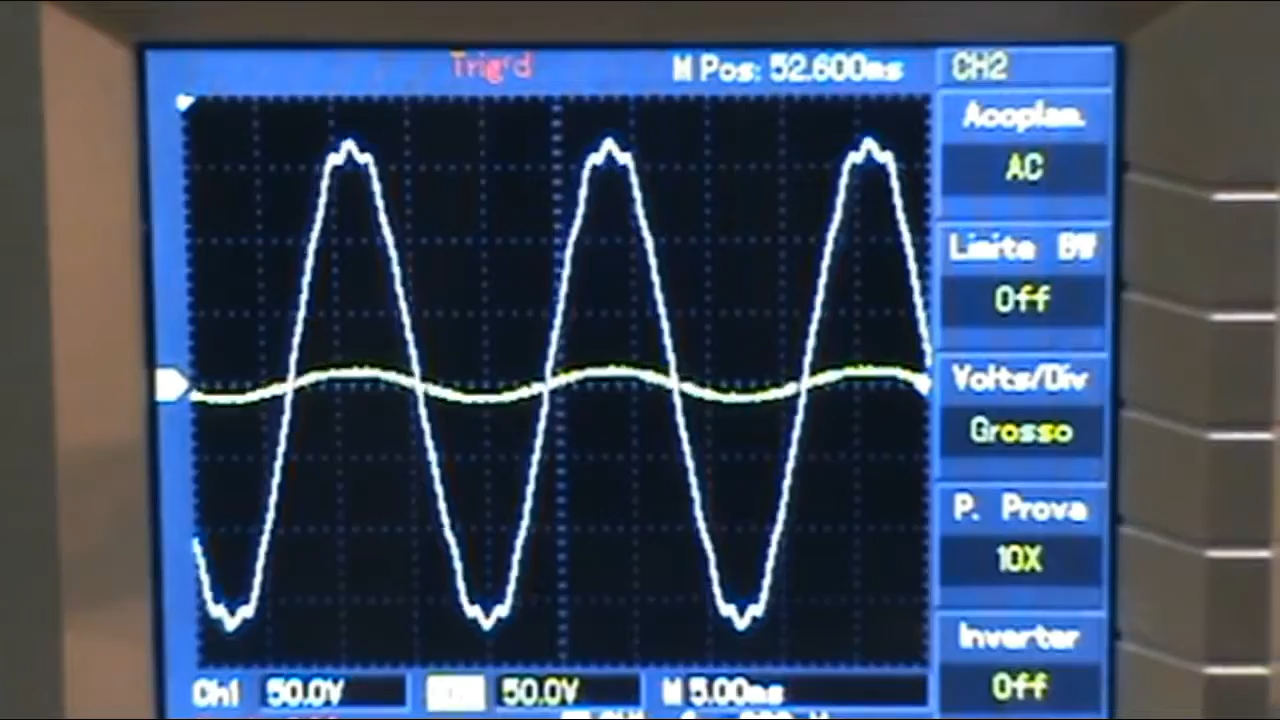 Trig'd M Pos: 52.600ms CH2
Acoplam.
AC
Limite BW
Off
Volts/Div
Grosso
P. Prova
10X
Inverter
Off
Ch1 50.0V 50.0V M 5.00ms